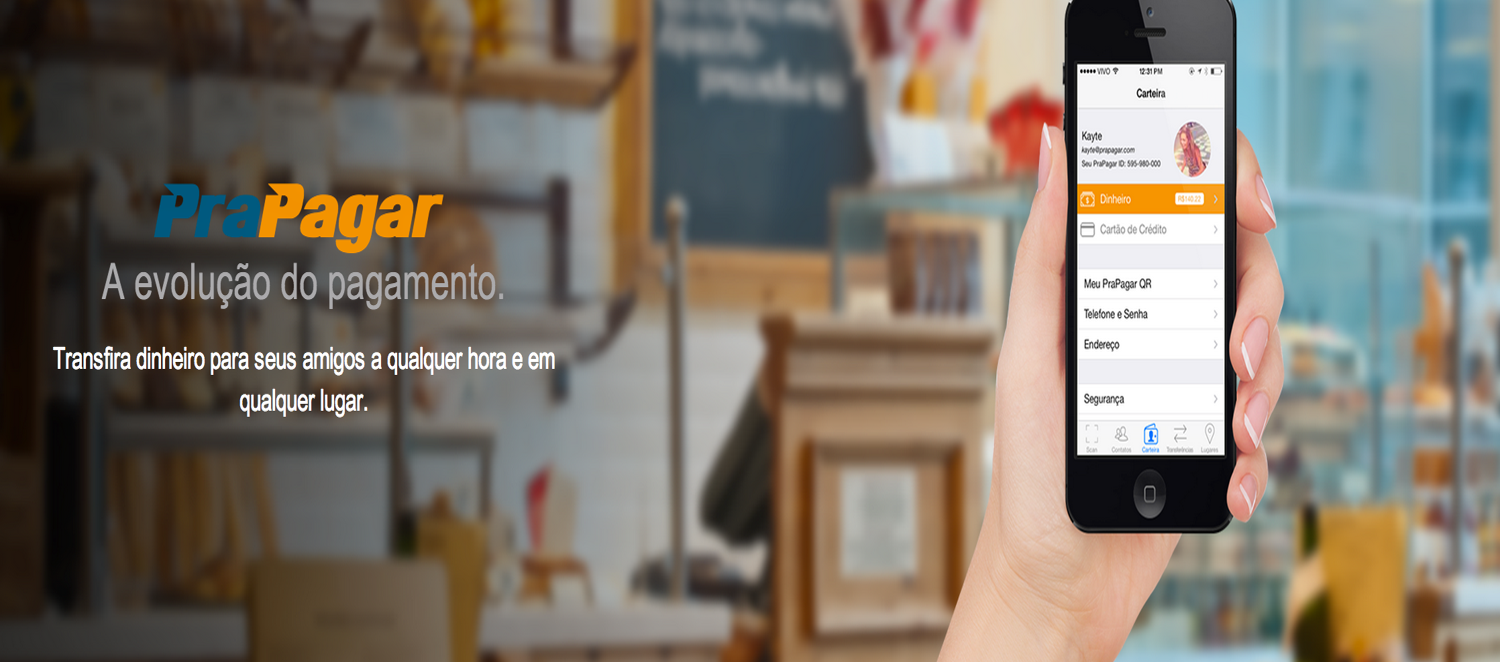 PraPagar
A evolução do pagamento.
Transfira dinheiro para seus amigos a qualquer hora e em
qualquer lugar.
VIVO
12:31 PM
Carteira
Kayte
kayte@prapagar.com
Seu PraPagar ID: 595-980-000
Dinheiro
R$140.22
Cartão de Crédito
Meu PraPagar QR
Telefone e Senha
Endereço
Segurança
Scan Contatos Carteira Transferências Lugares